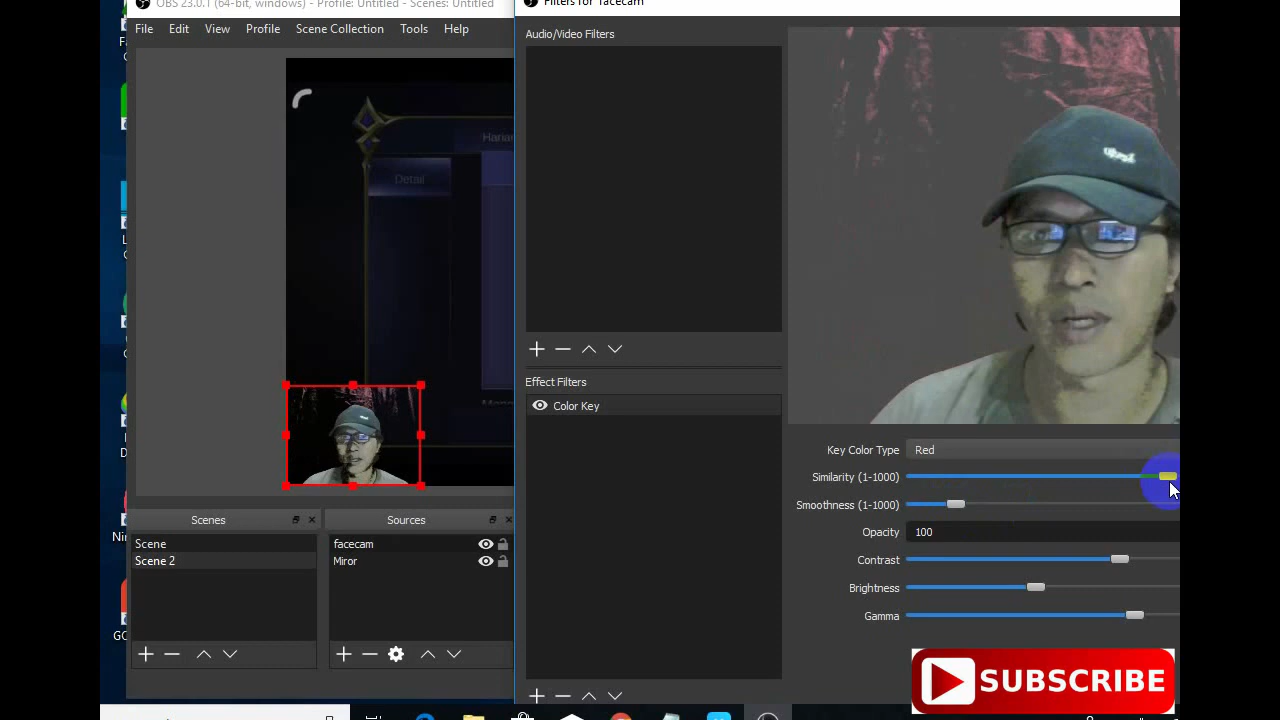 OBS 23.0.1 (64-bit, windows) - Profile: Untitled - Scenes: Untitled
Filters for facecam
File Edit View Profile Scene Collection Tools Help
Audio/Video Filters
Detail
Effect Filters
Color Key
Key Color Type Red
Similarity (1-1000)
Smoothness (1-1000)
Opacity 100
Contrast
Brightness
Gamma
Scenes
Scene
Scene 2
Sources
facecam
Miror
SUBSCRIBE